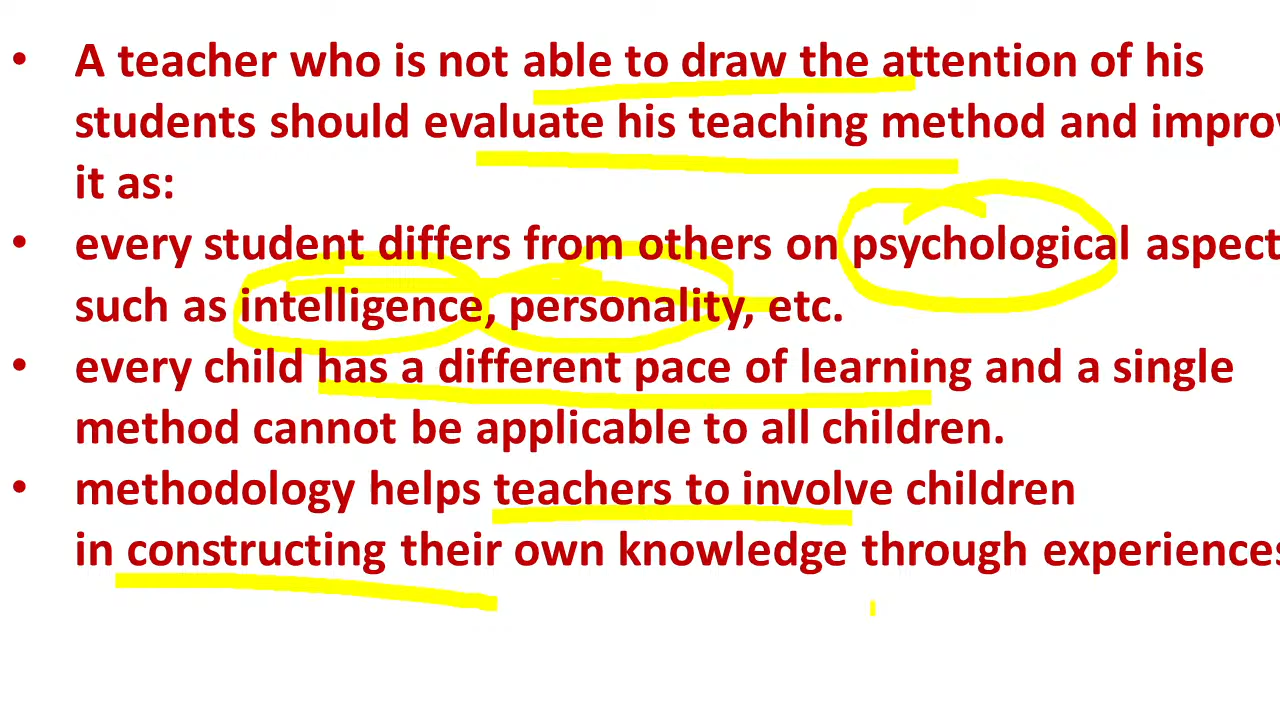 • A teacher who is not able to draw the attention of his
students should evaluate his teaching method and
it as:
• every student differs from others on psychological aspect
such as intelligence, personality, etc.
• every child has a different pace of learning and a single
method cannot be applicable to all children.
• methodology helps teachers to involve children
in constructing their own knowledge through experiences